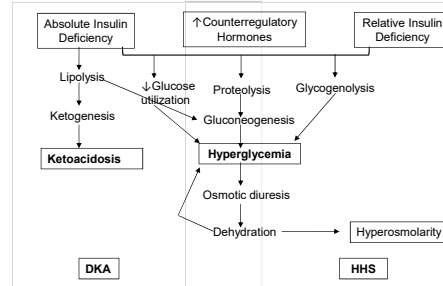 Absolute Insulin
Deficiency
↑Counterregulatory
Hormones
Relative Insulin
Deficiency
Lipolysis
↓Glucose
utilization
Proteolysis
Glycogenolysis
Ketogenesis
Gluconeogenesis
Ketoacidosis
Hyperglycemia
Osmotic diuresis
Dehydration
Hyperosmolarity
DKA
HHS